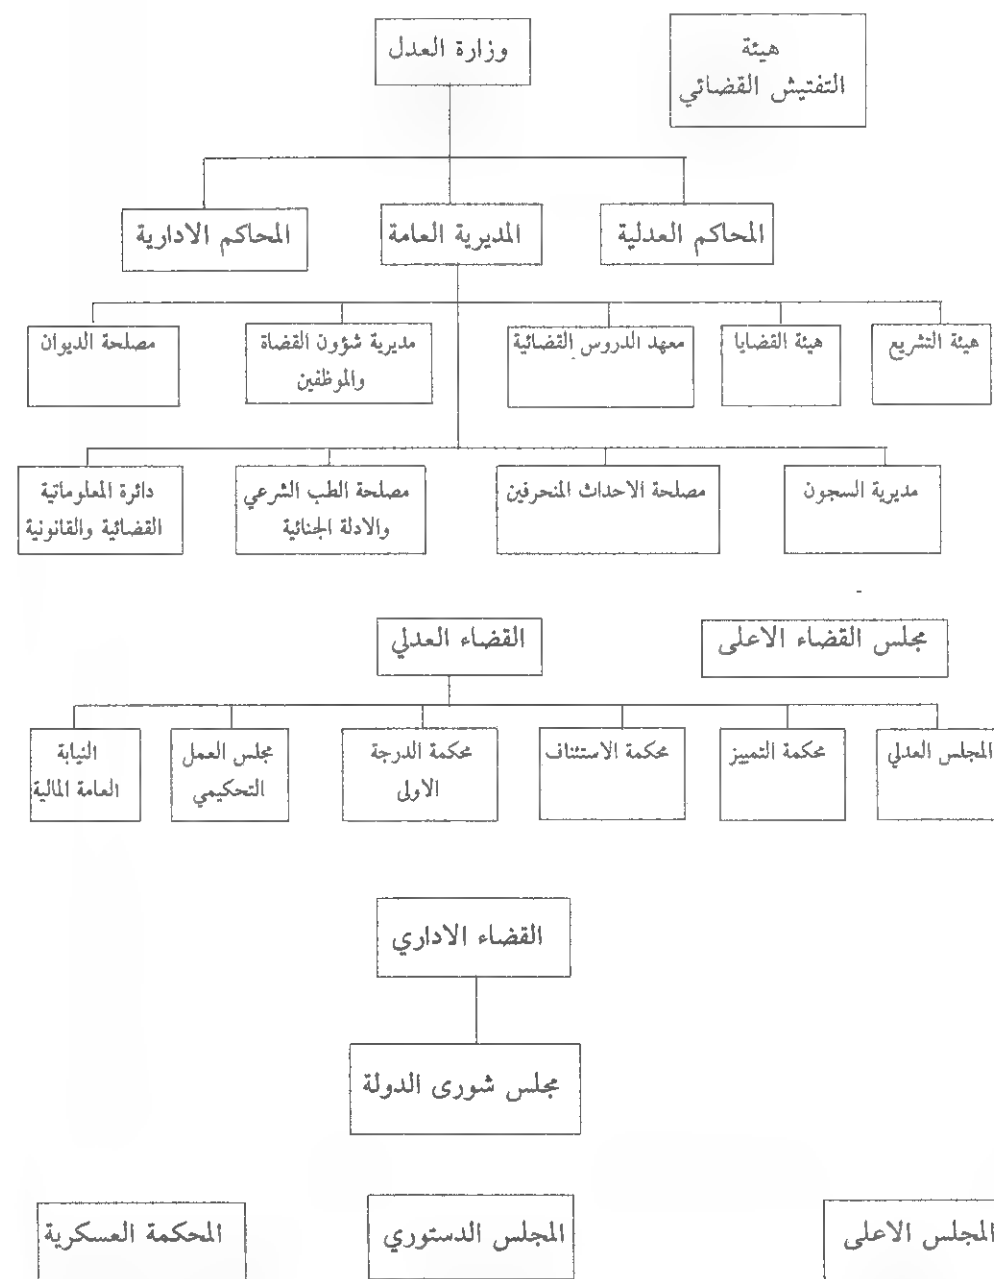 هيئة
التفتيش القضائي
وزارة العدل
المحاكم العدلية
المديرية العامة
المحاكم الادارية
هيئة التشريع
هيئة القضايا
معهد الدروس القضائية
مديرية شؤون القضاة
والموظفين
مصلحة الديوان
مديرية السجون
مصلحة الاحداث المنحرفين
مصلحة الطب الشرعي
والادلة الجنائية
دائرة المعلوماتية
القضائية والقانونية
مجلس القضاء الاعلى
القضاء العدلي
المجلس العدلي
محكمة التمييز
محكمة الاستئناف
محكمة الدرجة
الاولى
مجلس العمل
التحكيمي
النيابة
العامة المالية
القضاء الاداري
مجلس شورى الدولة
المجلس الاعلى
المجلس الدستوري
المحكمة العسكرية